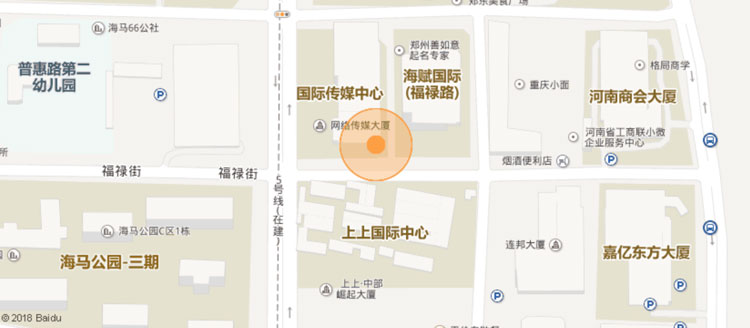 海马66公社
郑州善如意
起名专家
格局商学
普惠路第二
幼儿园
国际传媒中心
海赋国际
(福禄路)
重庆小面
河南商会大厦
网络传媒大厦
河南省工商联小微
企业服务中心
所
烟酒便利店
福禄街
福禄街
5号线(在建)
海马公园C区1栋
上上国际中心
连邦大厦
嘉亿东方大厦
海马公园-三期
上上·中部
崛起大厦
© 2018 Baidu